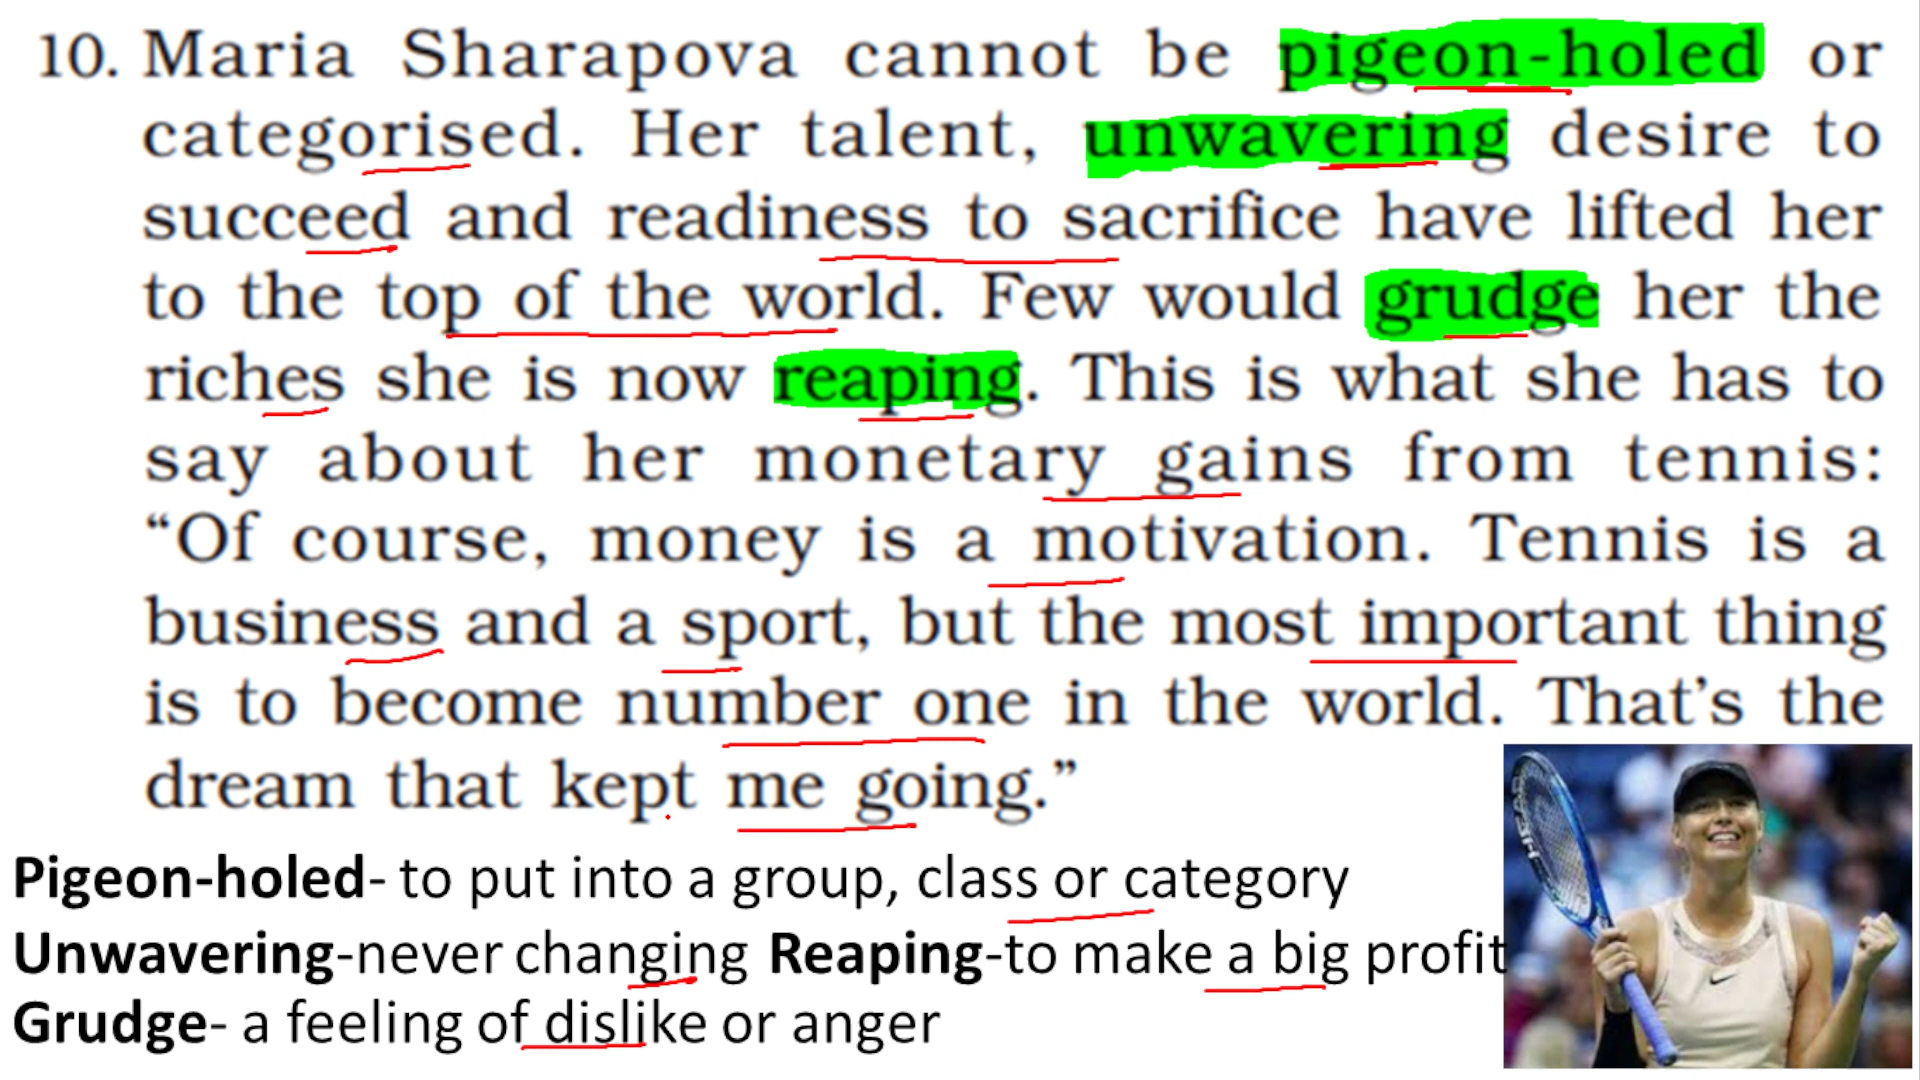 10. Maria Sharapova cannot be pigeon-holed or
categorised. Her talent, unwavering desire to
succeed and readiness to sacrifice have lifted her
to the top of the world. Few would grudge her the
riches she is now reaping. This is what she has to
say about her monetary gains from tennis:
“Of course, money is a motivation. Tennis is a
business and a sport, but the most important thing
is to become number one in the world. That’s the
dream that kept me going.”
Pigeon-holed- to put into a group, class or category
Unwavering-never changing Reaping-to make a big profit
Grudge- a feeling of dislike or anger
HEAD